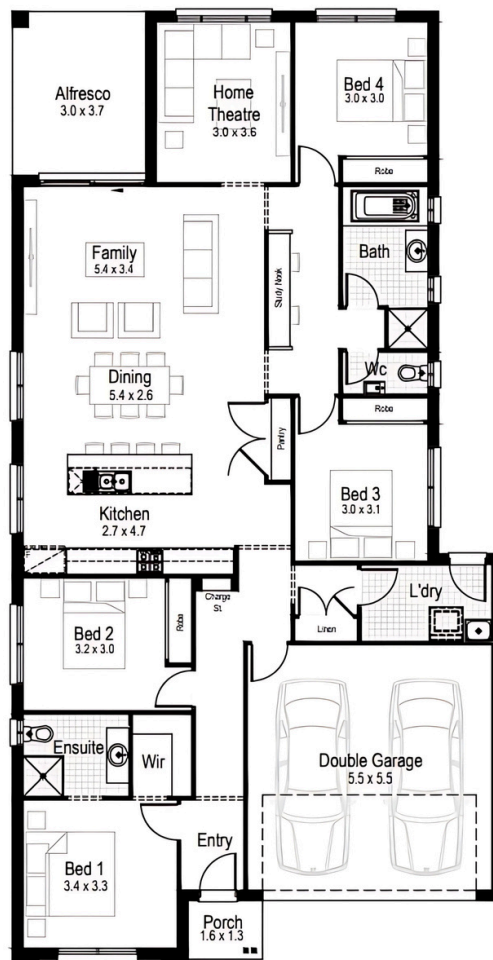 Alfresco
3.0 x 3.7
Home
Theatre
3.0 x 3.6
Bed 4
3.0 x 3.0
Robe
Family
5.4 x 3.4
Study Nook
Bath
Dining
5.4 x 2.6
Wc
Robe
Pantry
Bed 3
3.0 x 3.1
Kitchen
2.7 x 4.7
L'dry
Bed 2
3.2 x 3.0
Robe
Charge
St.
Linen
Ensuite
Wir
Double Garage
5.5 x 5.5
Entry
Bed 1
3.4 x 3.3
Porch
1.6 x 1.3